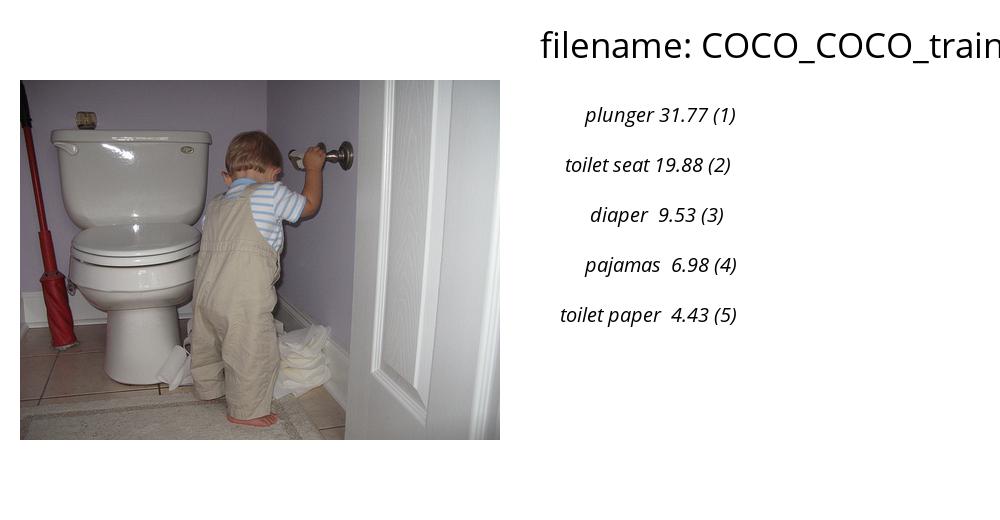 filename: COCO_COCO_train
plunger 31.77 (1)
toilet seat 19.88 (2)
diaper 9.53 (3)
pajamas 6.98 (4)
toilet paper 4.43 (5)